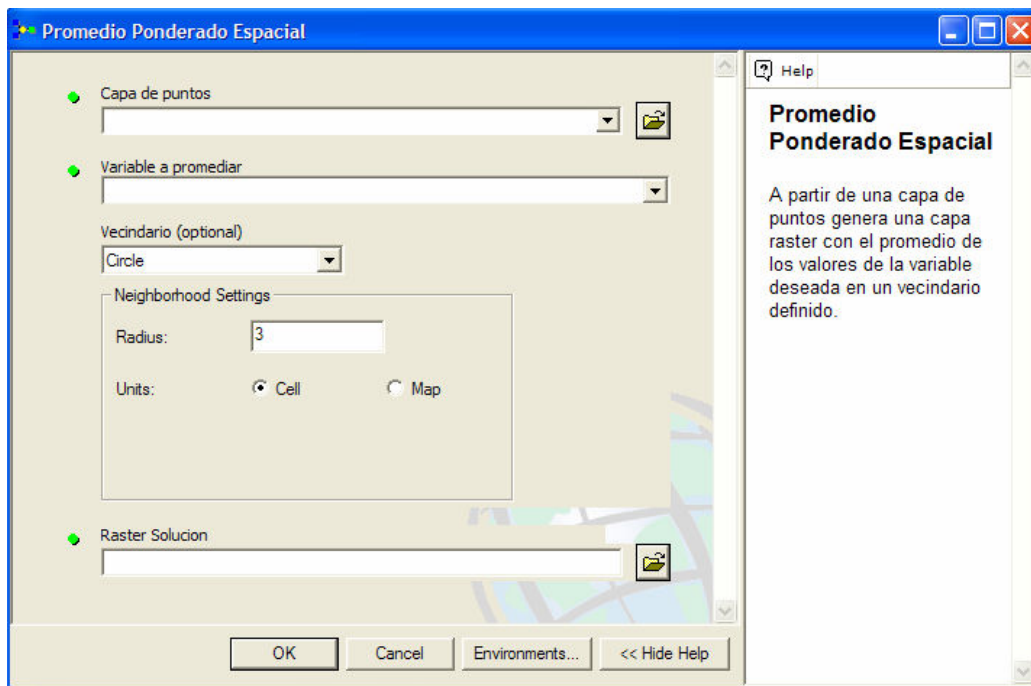 Promedio Ponderado Espacial
Capa de puntos
Variable a promediar
Vecindario (optional)
Circle
Neighborhood Settings
Radius:
3
Units:
Cell
Map
Raster Solucion
OK
Cancel
Environments...
<< Hide Help
Help
Promedio
Ponderado Espacial
A partir de una capa de
puntos genera una capa
raster con el promedio de
los valores de la variable
deseada en un vecindario
definido.